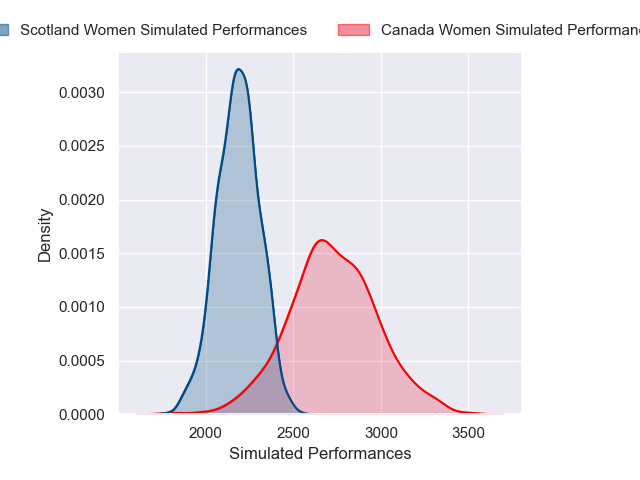 Scotland Women Simulated Performances
Canada Women Simulated
Density
0.0030
0.0025
0.0020
0.0015
0.0010
0.0005
0.0000
2000 2500 3000 3500
Simulated Performances